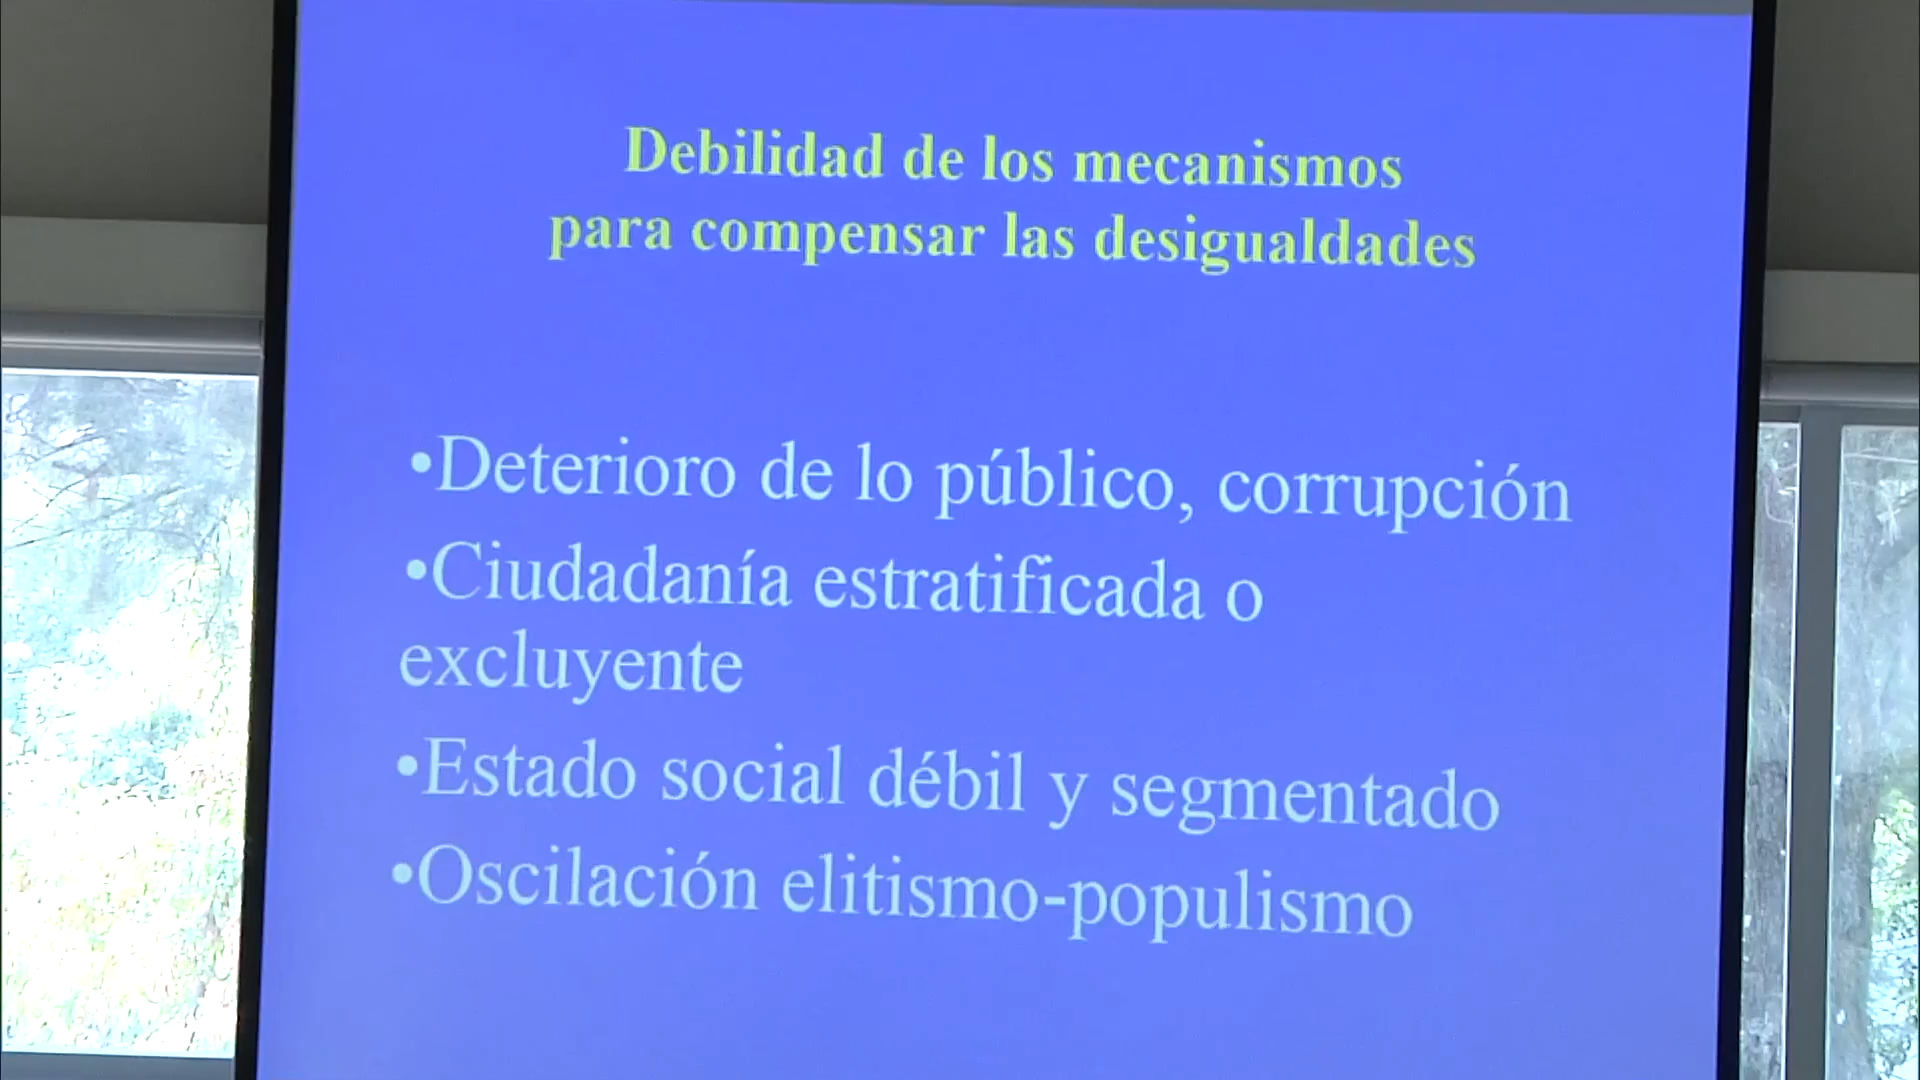 Debilidad de los mecanismos
para compensar las desigualdades
•Deterioro de lo público, corrupción
•Ciudadanía estratificada o
excluyente
•Estado social débil y segmentado
•Oscilación elitismo-populismo